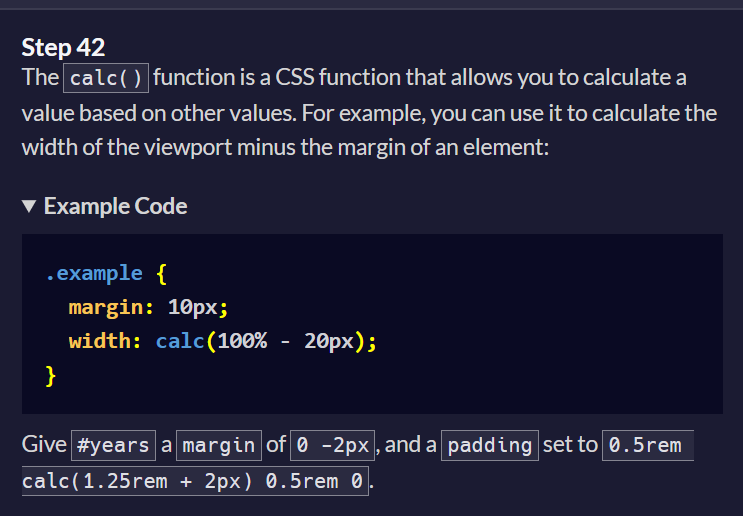 Step 42
The calc() function is a CSS function that allows you to calculate a
value based on other values. For example, you can use it to calculate the
width of the viewport minus the margin of an element:
▼ Example Code
.example {
  margin: 10px;
  width: calc(100% - 20px);
}
Give #years a margin of 0 -2px, and a padding set to 0.5rem
calc(1.25rem + 2px) 0.5rem 0.